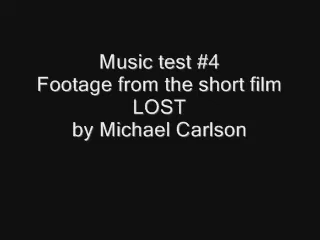 Music test #4
Footage from the short film
LOST
by Michael Carlson